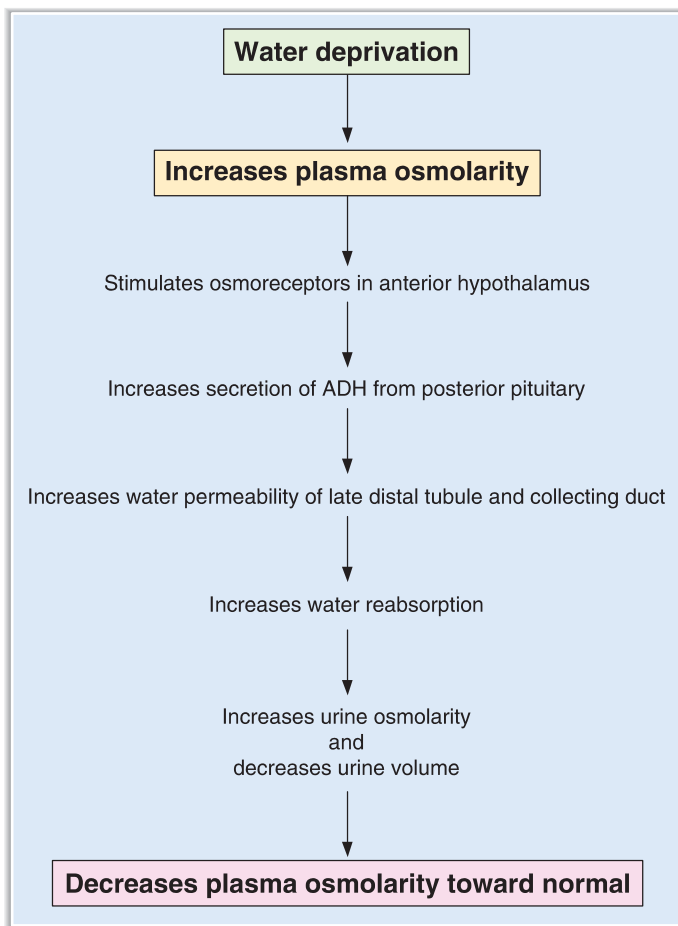 Water deprivation
Increases plasma osmolarity
Stimulates osmoreceptors in anterior hypothalamus
Increases secretion of ADH from posterior pituitary
Increases water permeability of late distal tubule and collecting duct
Increases water reabsorption
Increases urine osmolarity
and
decreases urine volume
Decreases plasma osmolarity toward normal